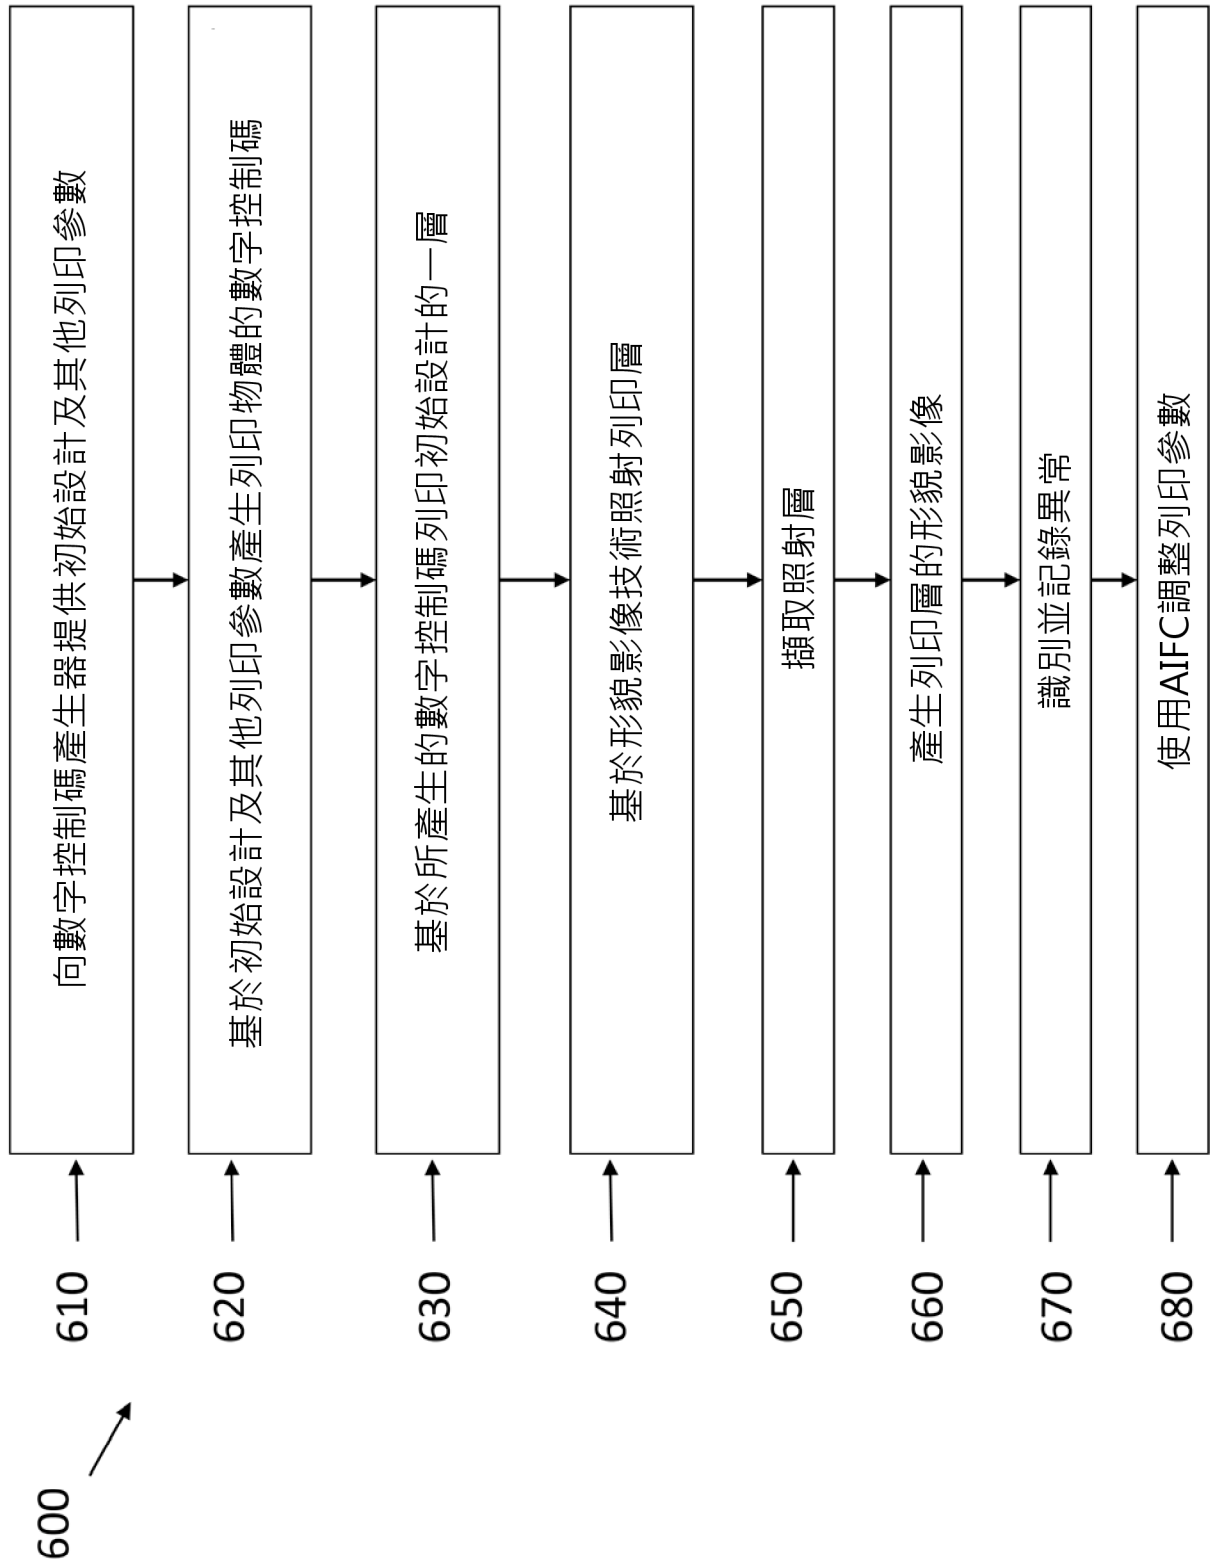 600
610
向數字控制碼產生器提供初始設計及其他列印參數
620
基於初始設計及其他列印參數產生列印物體的數字控制碼
630
基於所產生的數字控制碼列印初始設計的一層
640
基於形貌影像技術照射列印層
650
擷取照射層
660
產生列印層的形貌影像
670
識別並記錄異常
680
使用AIFC調整列印參數